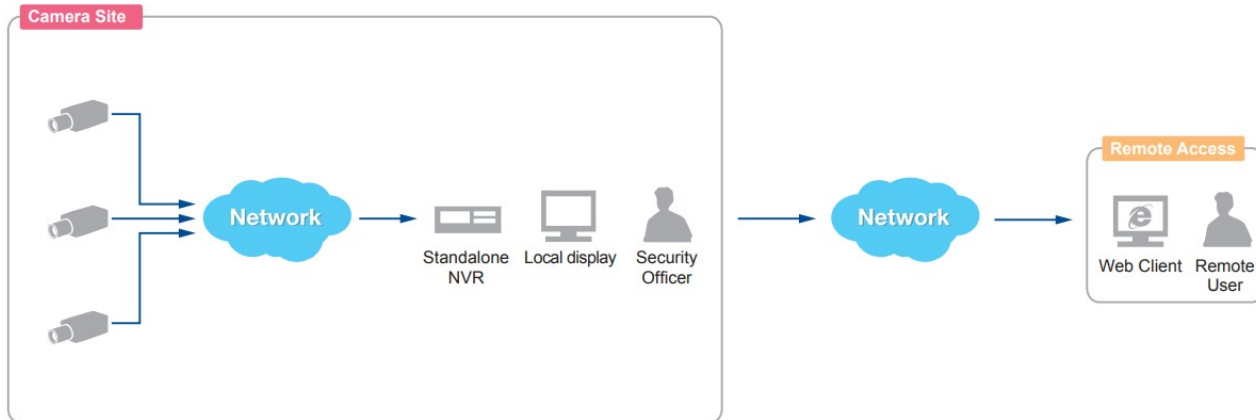 Camera Site
Network
Standalone
NVR
Local display
Security
Officer
Network
Remote Access
Web Client
Remote
User